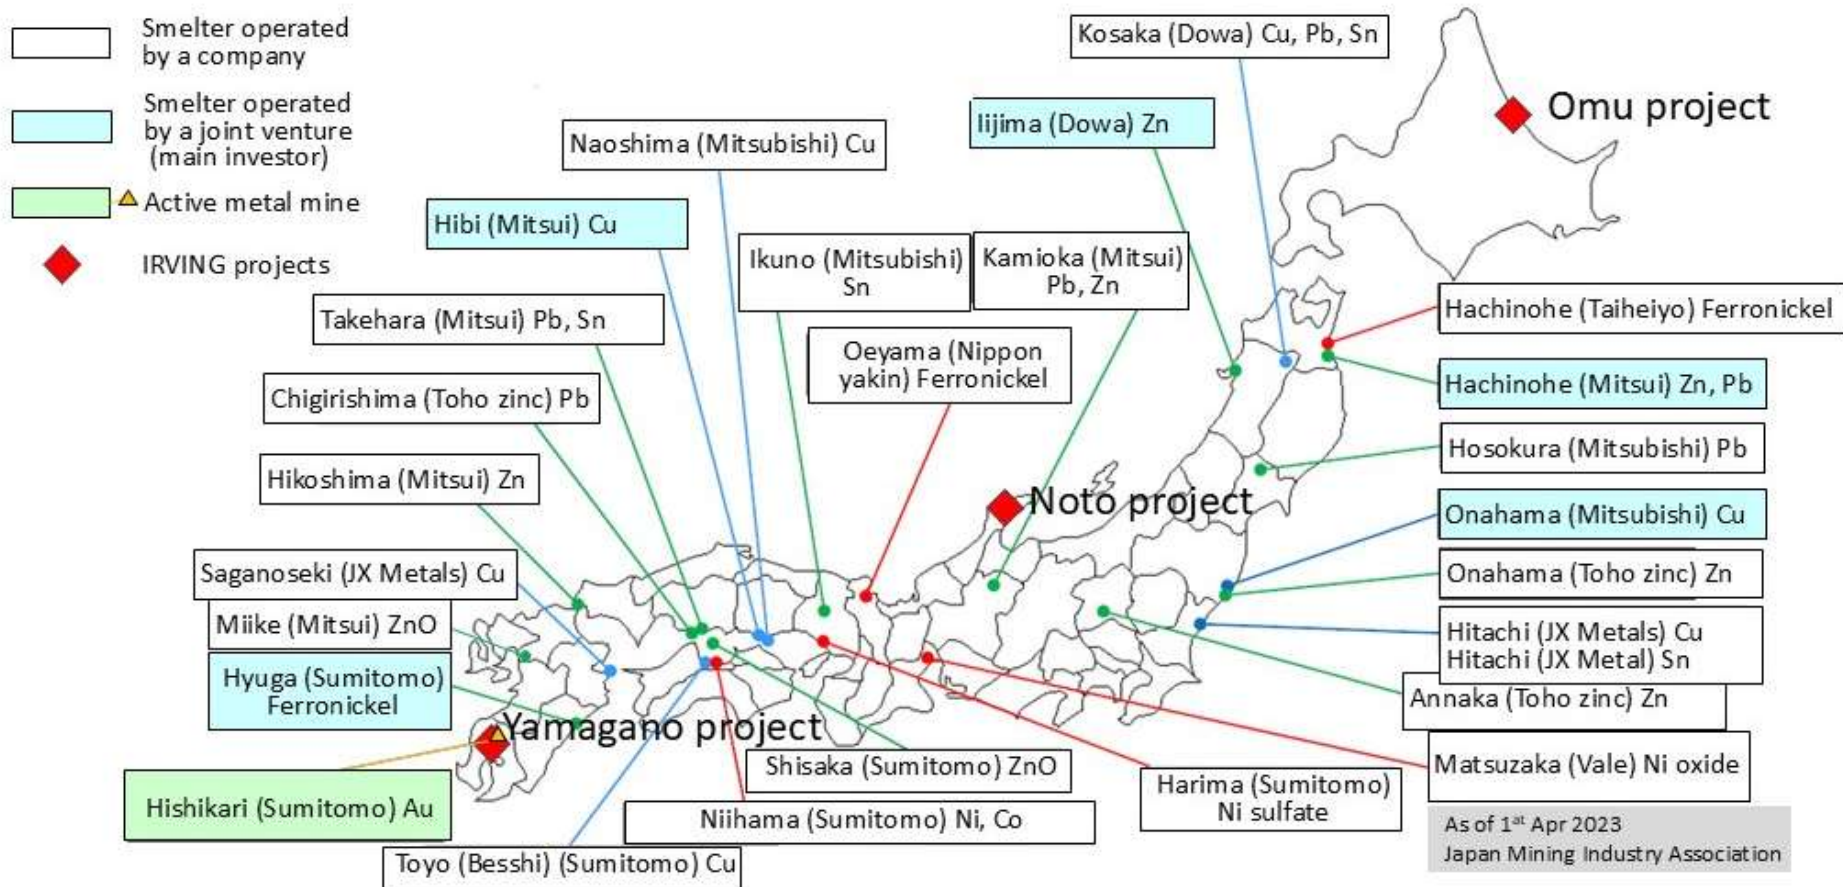 Smelter operated
by a company
Smelter operated
by a joint venture
(main investor)
Active metal mine
IRVING projects
Kosaka (Dowa) Cu, Pb, Sn
Iijima (Dowa) Zn
Omu project
Naoshima (Mitsubishi) Cu
Hibi (Mitsui) Cu
Ikuno (Mitsubishi)
Sn
Kamioka (Mitsui)
Pb, Zn
Takehara (Mitsui) Pb, Sn
Oeyama (Nippon
yakin) Ferronickel
Hachinohe (Taiheiyo) Ferronickel
Chigirishima (Toho zinc) Pb
Hachinohe (Mitsui) Zn, Pb
Hikoshima (Mitsui) Zn
Hosokura (Mitsubishi) Pb
Noto project
Onahama (Mitsubishi) Cu
Saganoseki (JX Metals) Cu
Onahama (Toho zinc) Zn
Miike (Mitsui) ZnO
Hitachi (JX Metals) Cu
Hitachi (JX Metal) Sn
Hyuga (Sumitomo)
Ferronickel
Annaka (Toho zinc) Zn
Yamagano project
Shisaka (Sumitomo) ZnO
Matsuzaka (Vale) Ni oxide
Harima (Sumitomo)
Ni sulfate
Hishikari (Sumitomo) Au
Niihama (Sumitomo) Ni, Co
Toyo (Besshi) (Sumitomo) Cu
As of 1st Apr 2023
Japan Mining Industry Association